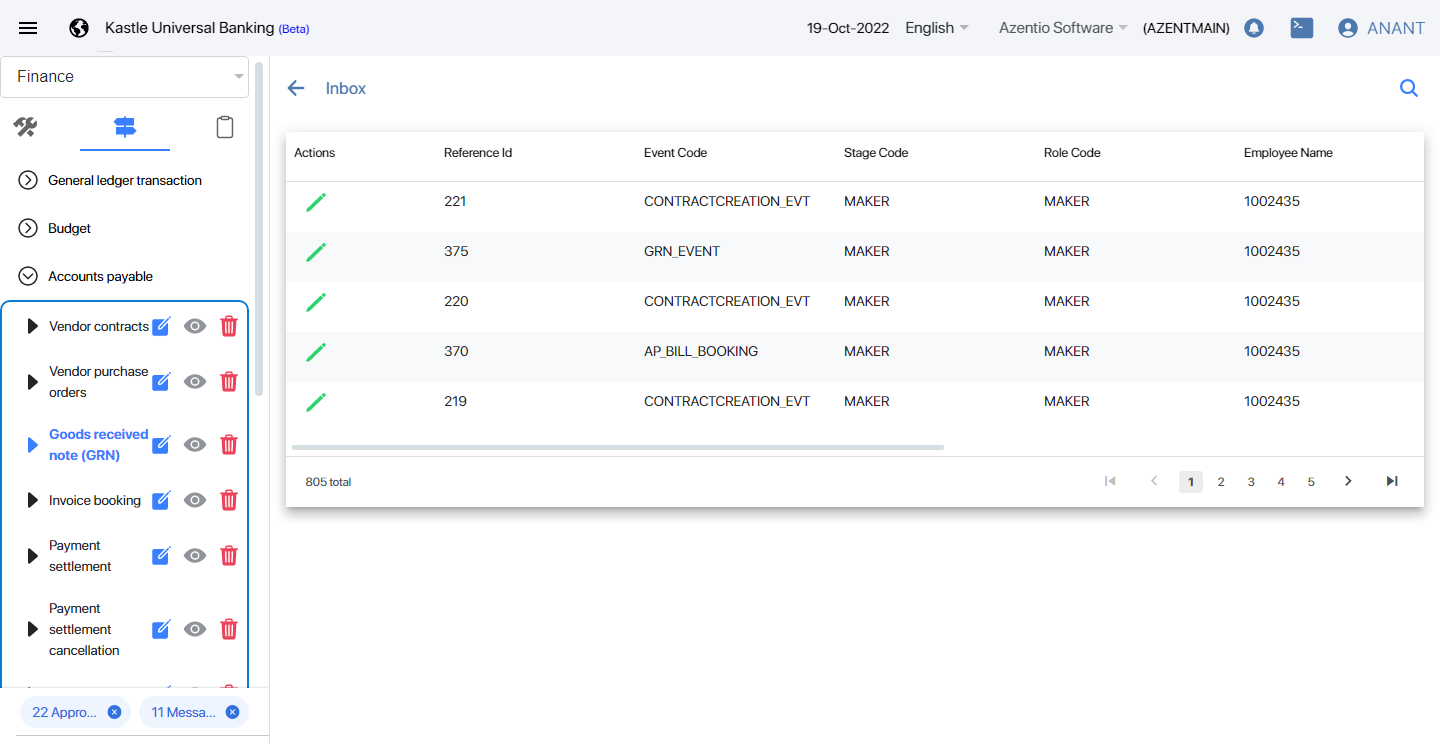 Kastle Universal Banking (Beta)
19-Oct-2022 English Azentio Software (AZENTMAIN) ANANT
Finance
General ledger transaction
Budget
Accounts payable
Vendor contracts
Vendor purchase
orders
Goods received
note (GRN)
Invoice booking
Payment
settlement
Payment
settlement
cancellation
22 Appro...
11 Messa...
Inbox
Actions Reference Id Event Code Stage Code Role Code Employee Name
221 CONTRACTCREATION_EVT MAKER MAKER 1002435
375 GRN_EVENT MAKER MAKER 1002435
220 CONTRACTCREATION_EVT MAKER MAKER 1002435
370 AP_BILL_BOOKING MAKER MAKER 1002435
219 CONTRACTCREATION_EVT MAKER MAKER 1002435
805 total 1 2 3 4 5